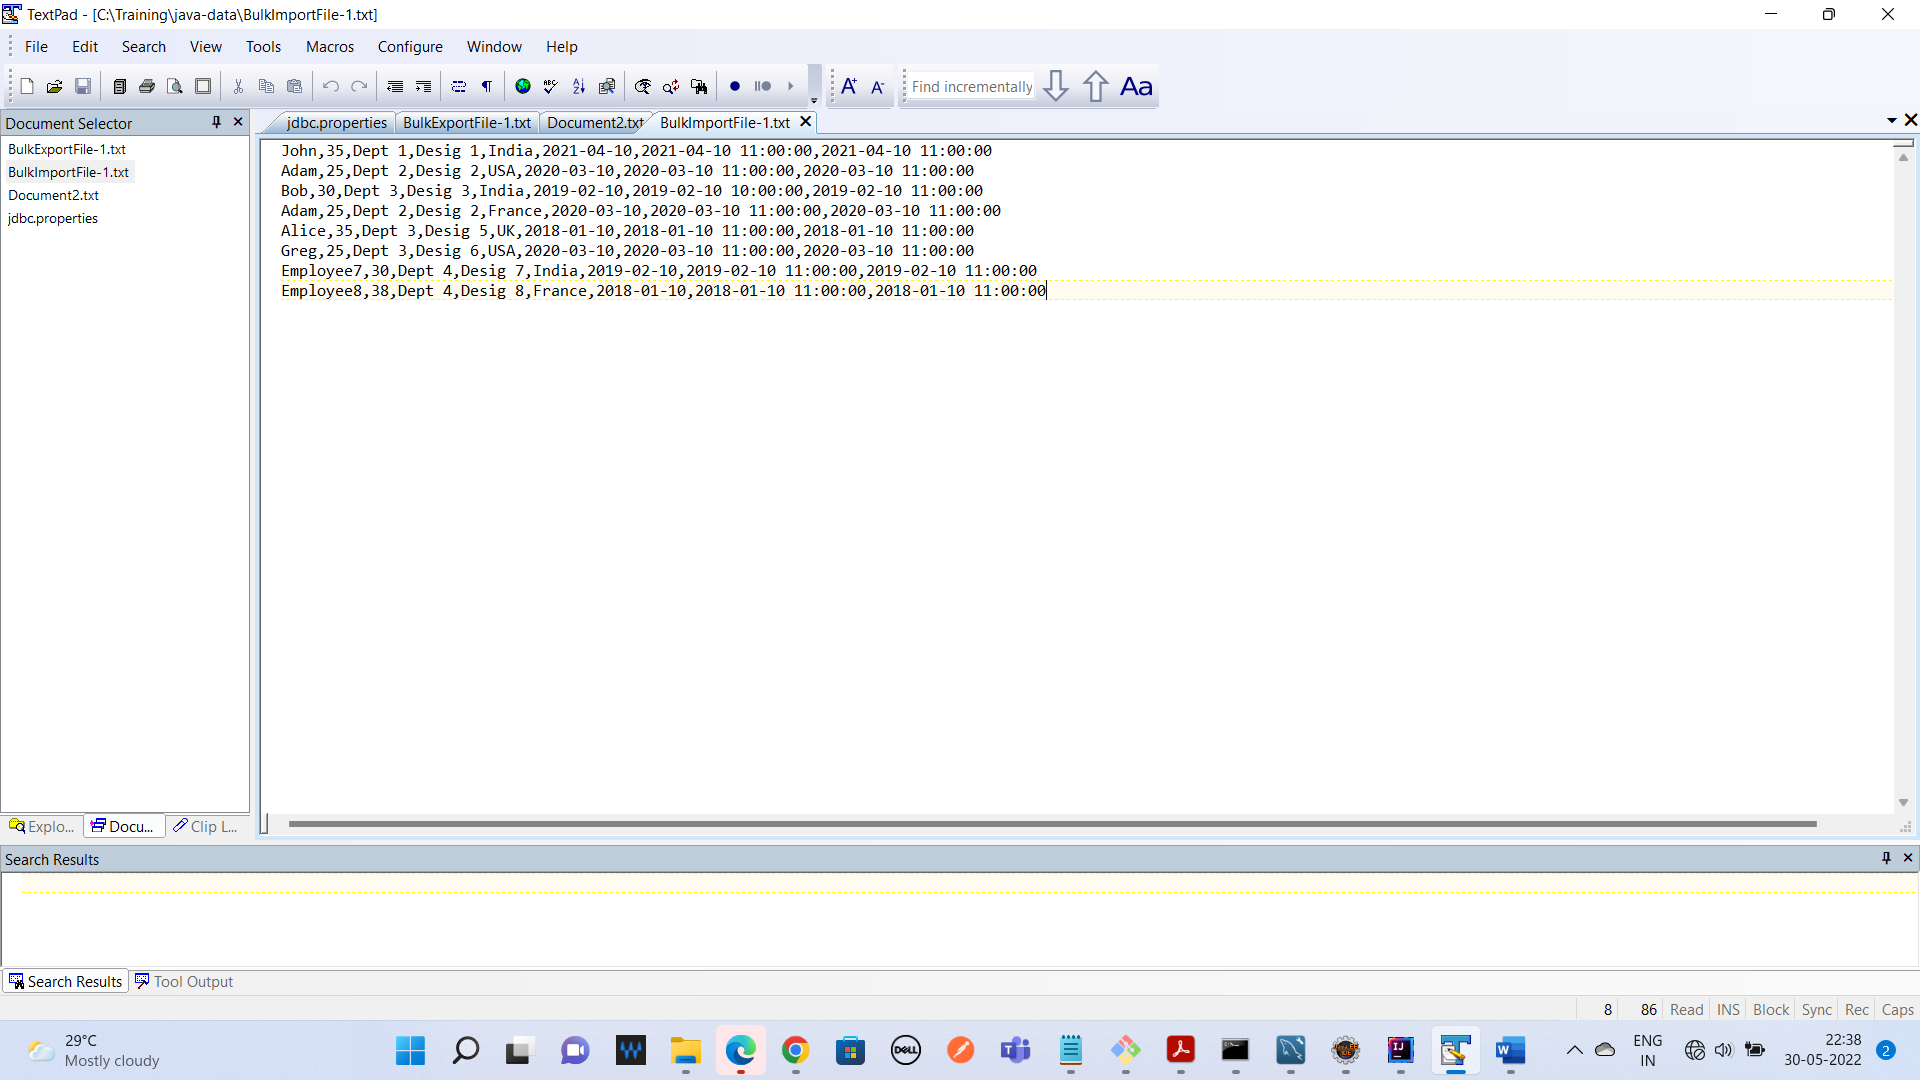 TextPad - [C:\Training\java-data\BulkImportFile-1.txt]
File Edit Search View Tools Macros Configure Window Help
Find incrementally Aa
Document Selector
BulkExportFile-1.txt
BulkImportFile-1.txt
Document2.txt
jdbc.properties
jdbc.properties BulkExportFile-1.txt Document2.txt BulkImportFile-1.txt
John,35,Dept 1,Desig 1,India,2021-04-10,2021-04-10 11:00:00,2021-04-10 11:00:00
Adam,25,Dept 2,Desig 2,USA,2020-03-10,2020-03-10 11:00:00,2020-03-10 11:00:00
Bob,30,Dept 3,Desig 3,India,2019-02-10,2019-02-10 10:00:00,2019-02-10 11:00:00
Adam,25,Dept 2,Desig 2,France,2020-03-10,2020-03-10 11:00:00,2020-03-10 11:00:00
Alice,35,Dept 3,Desig 5,UK,2018-01-10,2018-01-10 11:00:00,2018-01-10 11:00:00
Greg,25,Dept 3,Desig 6,USA,2020-03-10,2020-03-10 11:00:00,2020-03-10 11:00:00
Employee7,30,Dept 4,Desig 7,India,2019-02-10,2019-02-10 11:00:00,2019-02-10 11:00:00
Employee8,38,Dept 4,Desig 8,France,2018-01-10,2018-01-10 11:00:00,2018-01-10 11:00:00
Explo... Docu... Clip L...
Search Results
Search Results Tool Output
8 86 Read INS Block Sync Rec Caps
29°C
Mostly cloudy
DELL
ENG
IN
22:38
30-05-2022
2